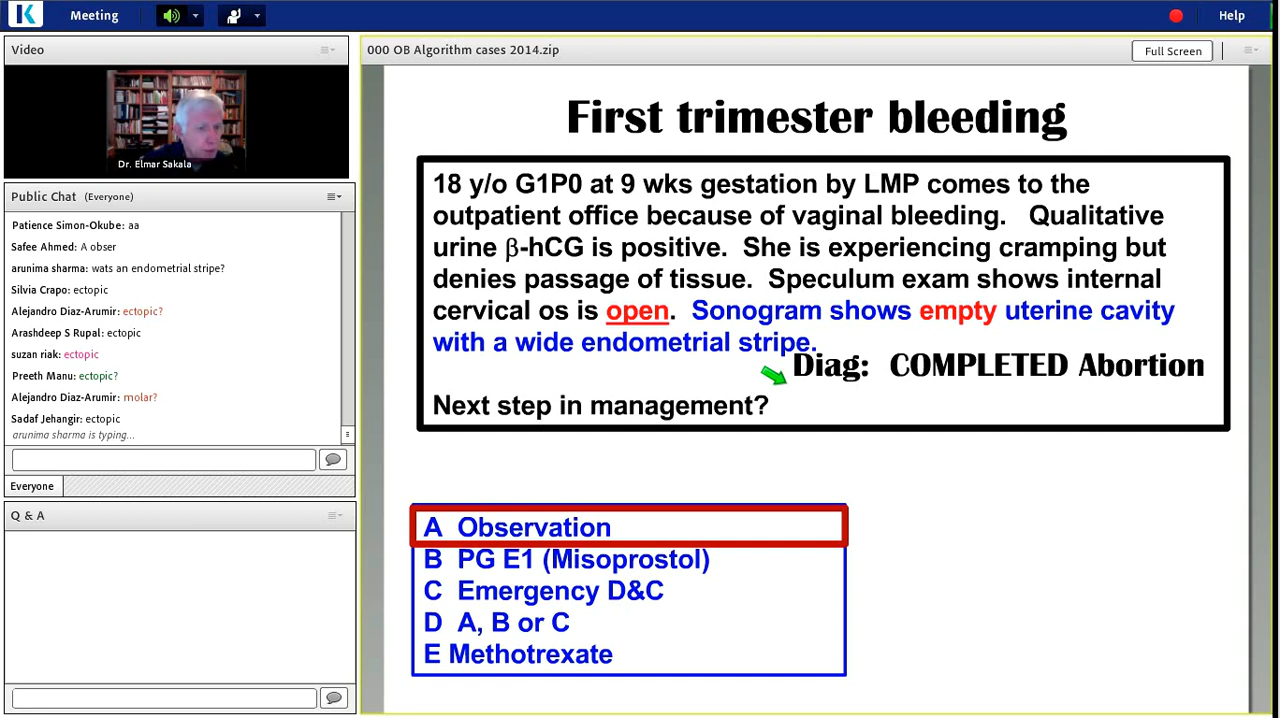 K
Meeting
Help
Video
Dr. Elmar Sakala
Public Chat (Everyone)
Patience Simon-Okube: aa
Safee Ahmed: A obser
arunima sharma: wats an endometrial stripe?
Silvia Crapo: ectopic
Alejandro Diaz-Arumir: ectopic?
Arashdeep S Rupal: ectopic
suzan riak: ectopic
Preeth Manu: ectopic?
Alejandro Diaz-Arumir: molar?
Sadaf Jehangir: ectopic
arunima sharma is typing...
Everyone
Q & A
000 OB Algorithm cases 2014.zip
Full Screen
First trimester bleeding
18 y/o G1P0 at 9 wks gestation by LMP comes to the
outpatient office because of vaginal bleeding. Qualitative
urine β-hCG is positive. She is experiencing cramping but
denies passage of tissue. Speculum exam shows internal
cervical os is open. Sonogram shows empty uterine cavity
with a wide endometrial stripe.
Diag: COMPLETED Abortion
Next step in management?
A Observation
B PG E1 (Misoprostol)
C Emergency D&C
D A, B or C
E Methotrexate